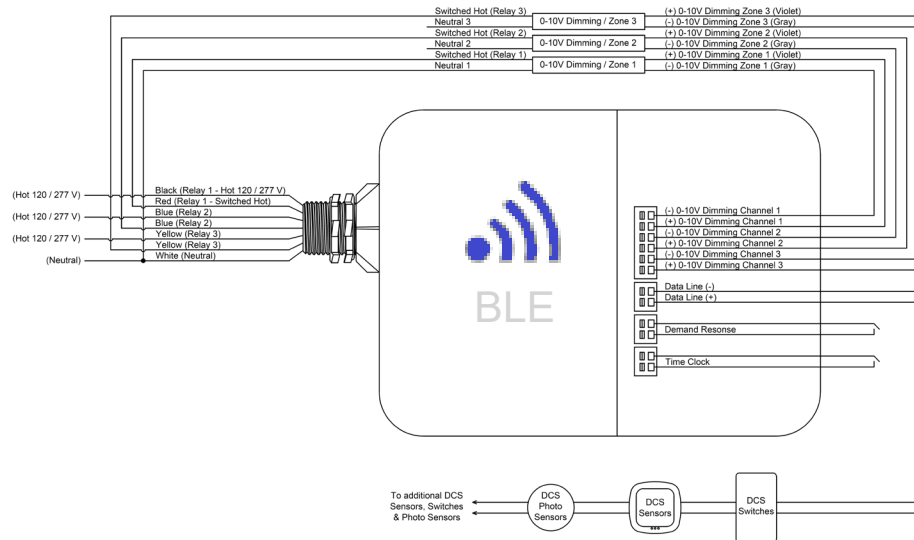 Switched Hot (Relay 3)
(+) 0-10V Dimming Zone 3 (Violet)
Neutral 3
0-10V Dimming / Zone 3
(-) 0-10V Dimming Zone 3 (Gray)
Switched Hot (Relay 2)
(+) 0-10V Dimming Zone 2 (Violet)
Neutral 2
0-10V Dimming / Zone 2
(-) 0-10V Dimming Zone 2 (Gray)
Switched Hot (Relay 1)
(+) 0-10V Dimming Zone 1 (Violet)
Neutral 1
0-10V Dimming / Zone 1
(-) 0-10V Dimming Zone 1 (Gray)
(Hot 120 / 277 V)
Black (Relay 1 - Hot 120 / 277 V)
Red (Relay 1 - Switched Hot)
(Hot 120 / 277 V)
Blue (Relay 2)
Blue (Relay 2)
(Hot 120 / 277 V)
Yellow (Relay 3)
Yellow (Relay 3)
(Neutral)
White (Neutral)
BLE
(-) 0-10V Dimming Channel 1
(+) 0-10V Dimming Channel 1
(-) 0-10V Dimming Channel 2
(+) 0-10V Dimming Channel 2
(-) 0-10V Dimming Channel 3
(+) 0-10V Dimming Channel 3
Data Line (-)
Data Line (+)
Demand Resonse
Time Clock
To additional DCS
Sensors, Switches
& Photo Sensors
DCS
Photo
Sensors
DCS
Sensors
DCS
Switches